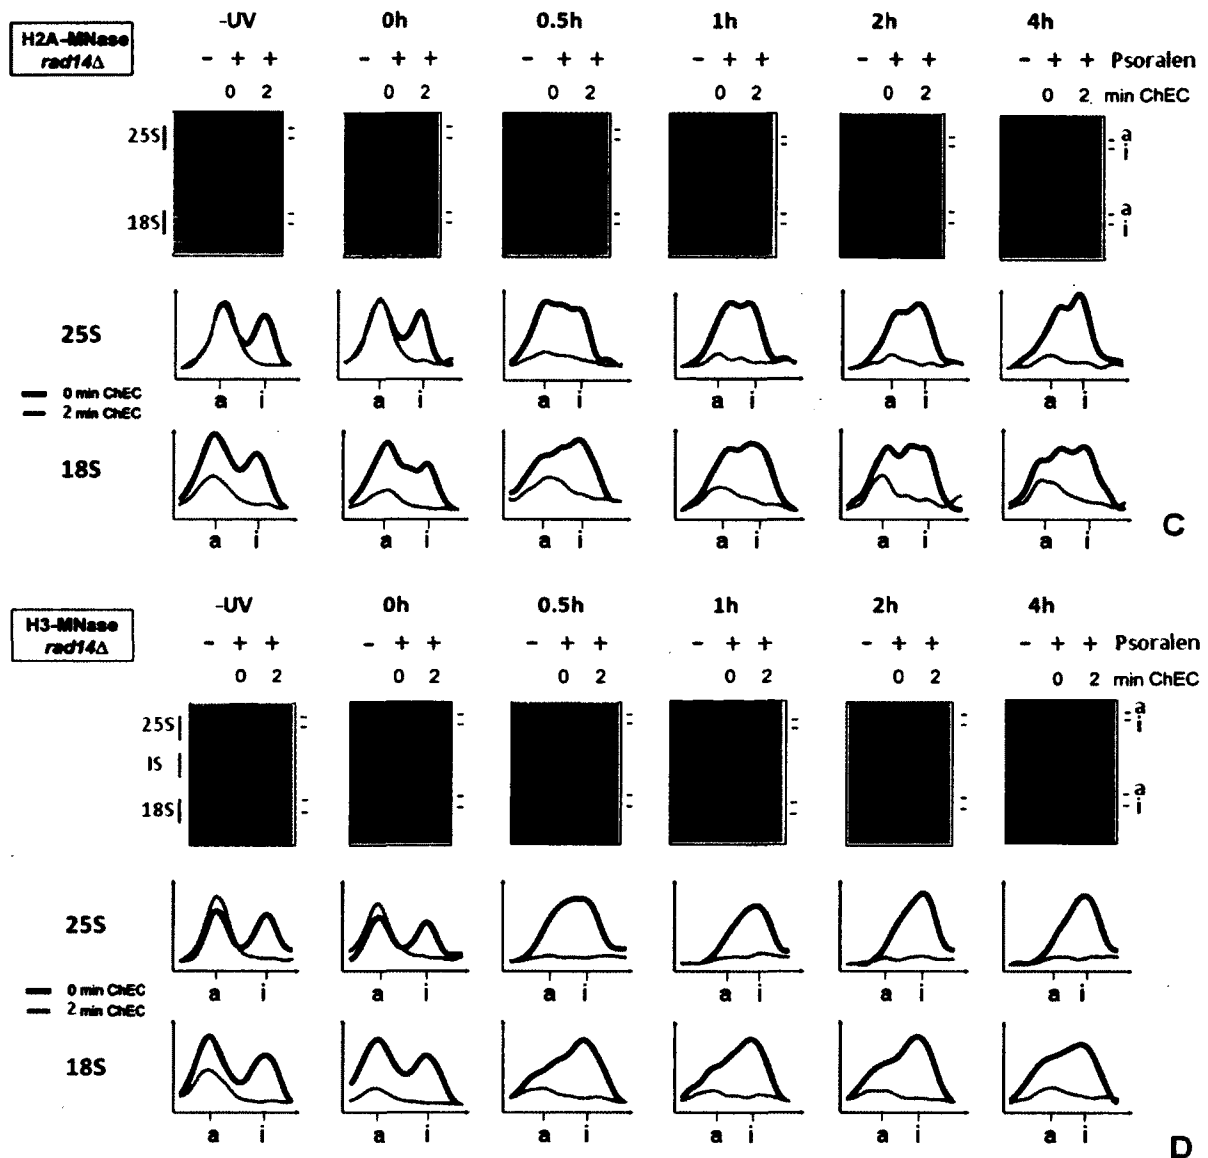 -UV 0h 0.5h 1h 2h 4h
H2A-MNase
rad14Δ
- + + - + + - + + - + + - + + - + + Psoralen
0 2 0 2 0 2 0 2 0 2 0 2 min ChEC
25S a
i
18S a
i
25S
0 min ChEC
2 min ChEC
a i a i a i a i a i a i
18S
a i a i a i a i a i a i
C
-UV 0h 0.5h 1h 2h 4h
H3-MNase
rad14Δ
- + + - + + - + + - + + - + + - + + Psoralen
0 2 0 2 0 2 0 2 0 2 0 2 min ChEC
25S a
i
IS
18S a
i
25S
0 min ChEC
2 min ChEC
a i a i a i a i a i a i
18S
a i a i a i a i a i a i
D